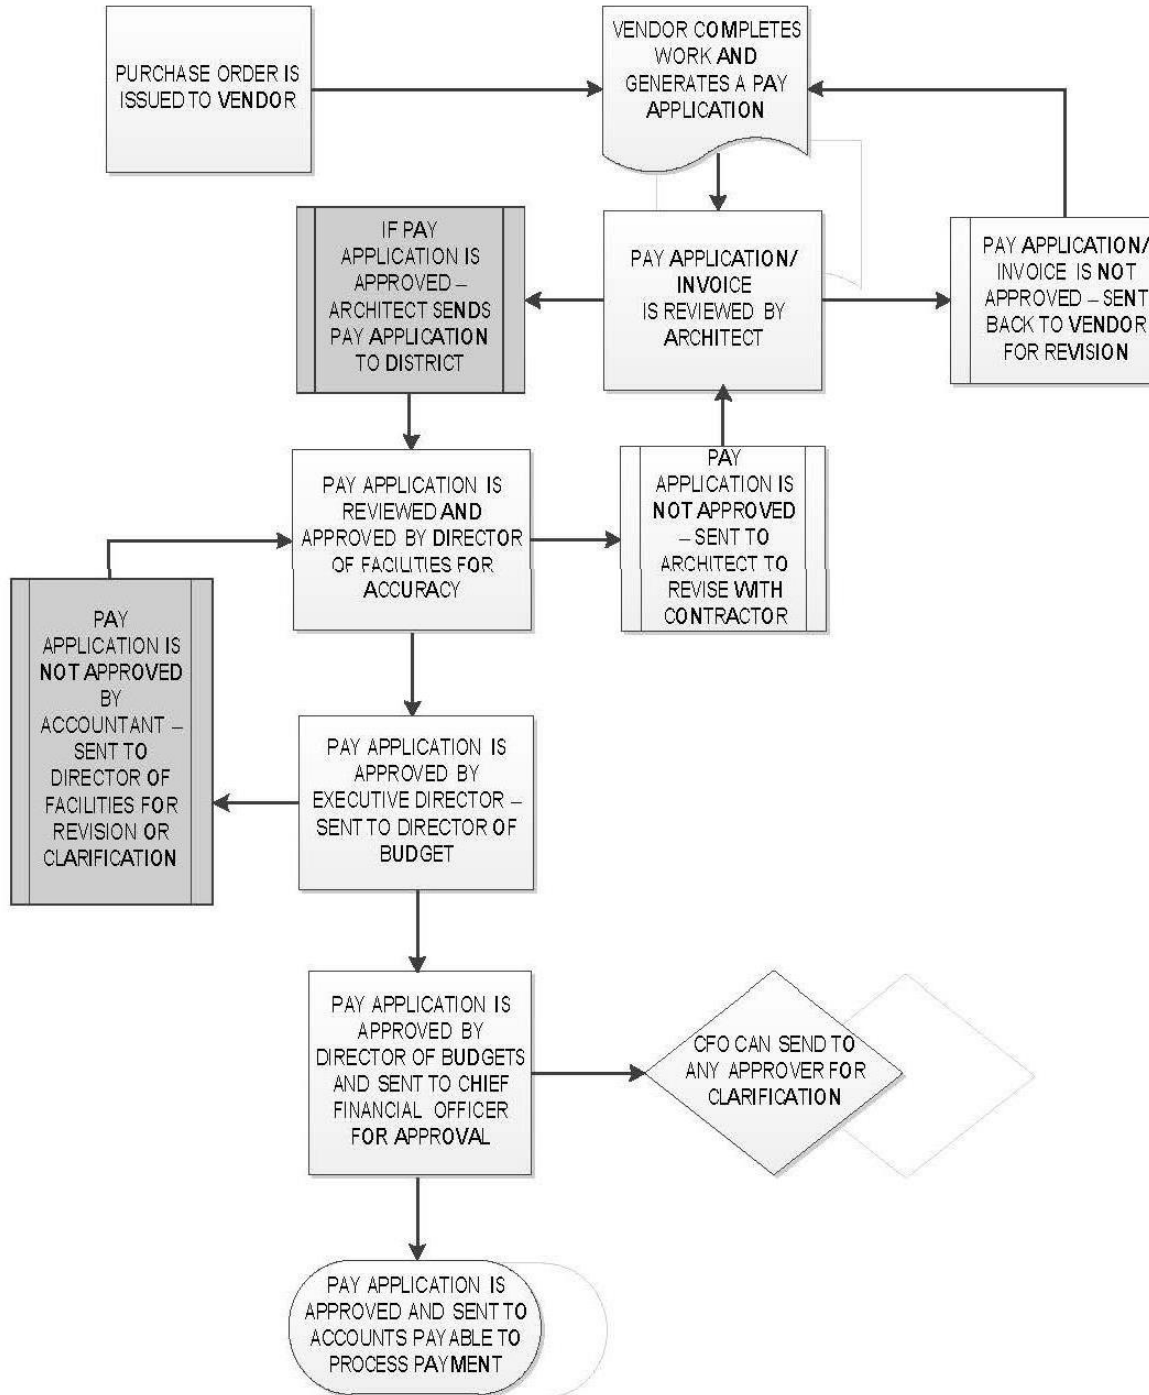 PURCHASE ORDER IS
ISSUED TO VENDOR
VENDOR COMPLETES
WORK AND
GENERATES A PAY
APPLICATION
IF PAY
APPLICATION IS
APPROVED –
ARCHITECT SENDS
PAY APPLICATION
TO DISTRICT
PAY APPLICATION/
INVOICE
IS REVIEWED BY
ARCHITECT
PAY APPLICATION/
INVOICE IS NOT
APPROVED – SENT
BACK TO VENDOR
FOR REVISION
PAY APPLICATION IS
REVIEWED AND
APPROVED BY DIRECTOR
OF FACILITIES FOR
ACCURACY
PAY
APPLICATION IS
NOT APPROVED
– SENT TO
ARCHITECT TO
REVISE WITH
CONTRACTOR
PAY
APPLICATION IS
NOT APPROVED
BY
ACCOUNTANT –
SENT TO
DIRECTOR OF
FACILITIES FOR
REVISION OR
CLARIFICATION
PAY APPLICATION IS
APPROVED BY
EXECUTIVE DIRECTOR –
SENT TO DIRECTOR OF
BUDGET
PAY APPLICATION IS
APPROVED BY
DIRECTOR OF BUDGETS
AND SENT TO CHIEF
FINANCIAL OFFICER
FOR APPROVAL
CFO CAN SEND TO
ANY APPROVER FOR
CLARIFICATION
PAY APPLICATION IS
APPROVED AND SENT TO
ACCOUNTS PAYABLE TO
PROCESS PAYMENT